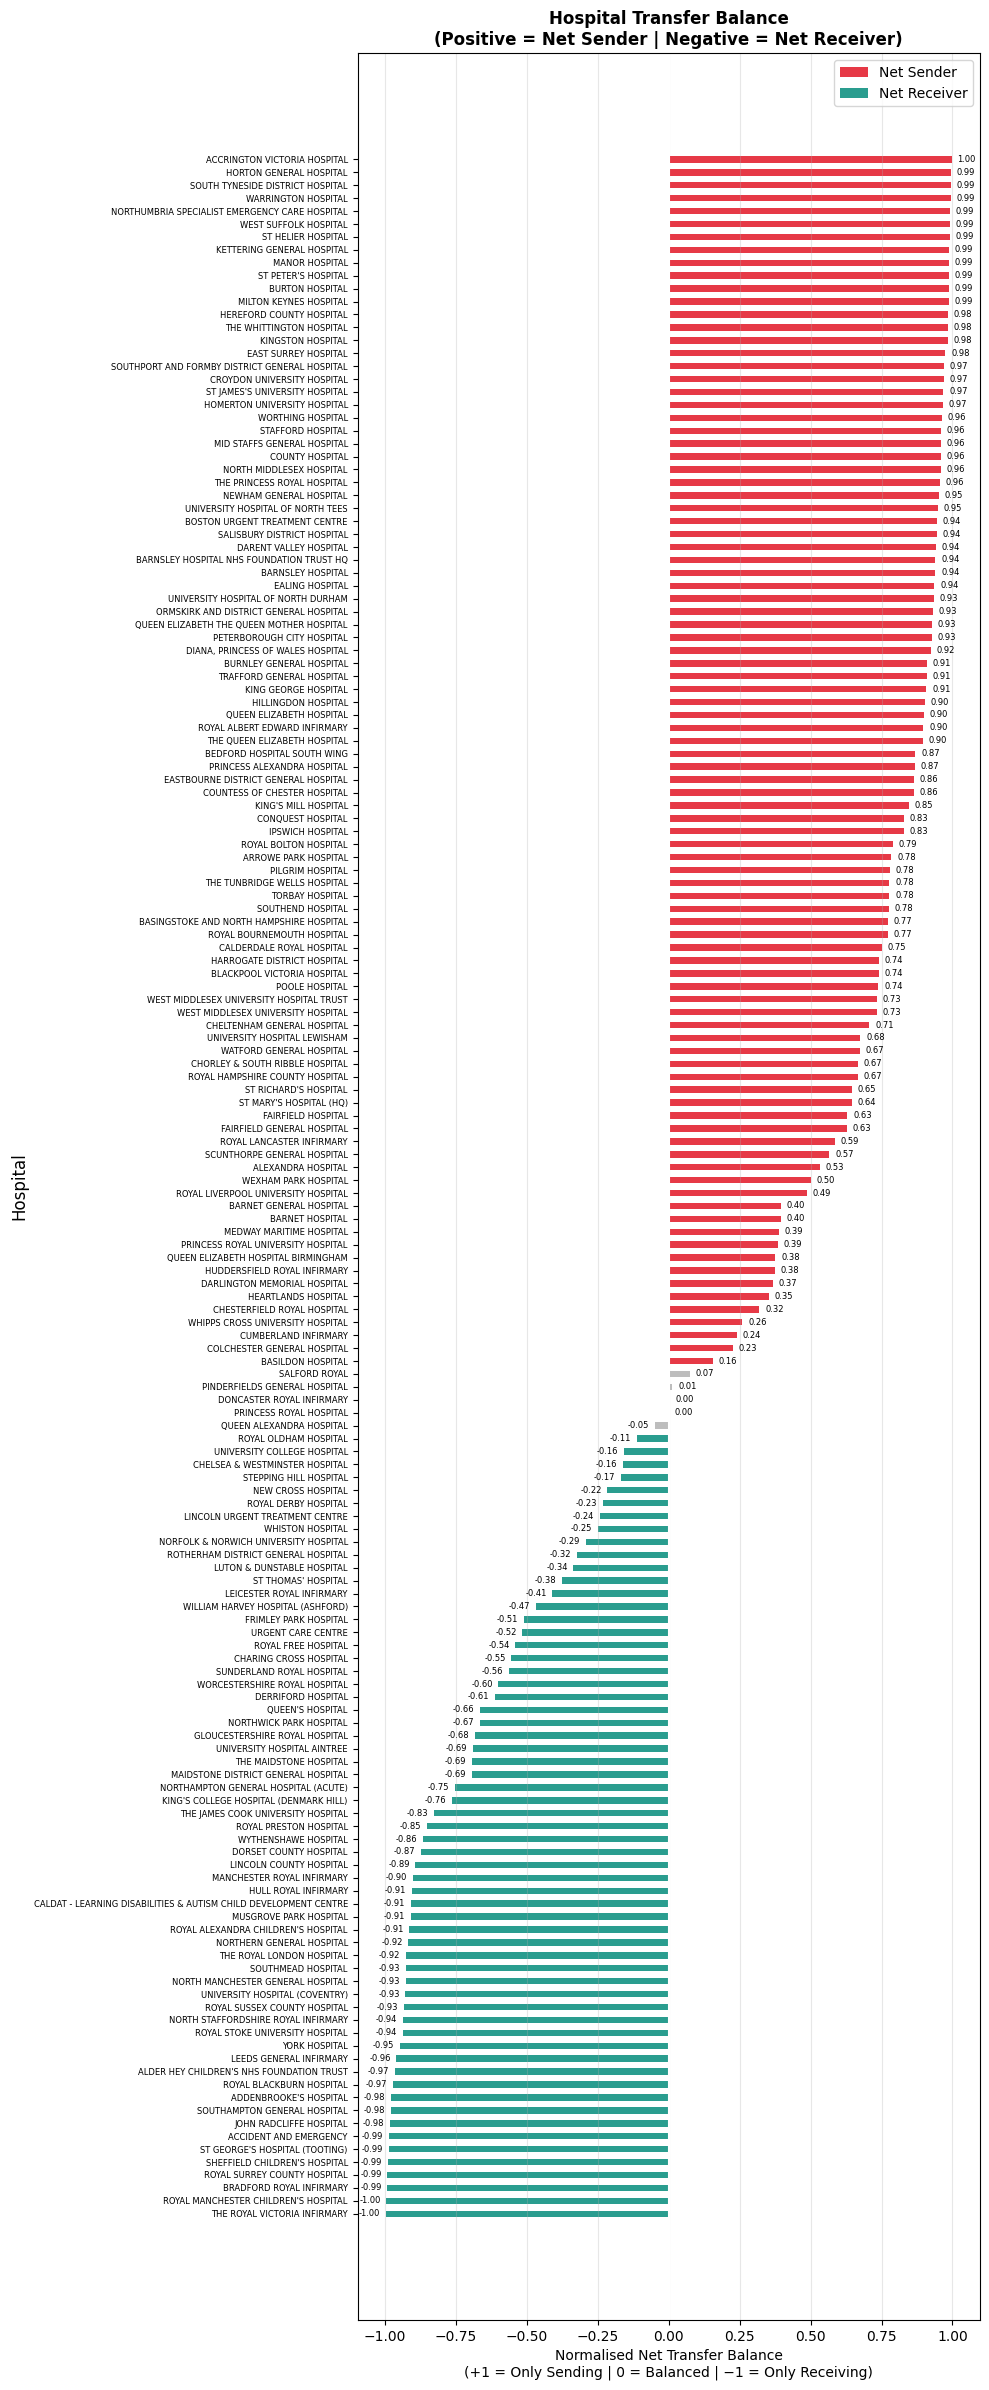 Hospital Transfer Balance
(Positive = Net Sender | Negative = Net Receiver)
Net Sender
Net Receiver
ACCRINGTON VICTORIA HOSPITAL 1.00
HORTON GENERAL HOSPITAL 0.99
SOUTH TYNESIDE DISTRICT HOSPITAL 0.99
WARRINGTON HOSPITAL 0.99
NORTHUMBRIA SPECIALIST EMERGENCY CARE HOSPITAL 0.99
WEST SUFFOLK HOSPITAL 0.99
ST HELIER HOSPITAL 0.99
KETTERING GENERAL HOSPITAL 0.99
MANOR HOSPITAL 0.99
ST PETER'S HOSPITAL 0.99
BURTON HOSPITAL 0.99
MILTON KEYNES HOSPITAL 0.99
HEREFORD COUNTY HOSPITAL 0.98
THE WHITTINGTON HOSPITAL 0.98
KINGSTON HOSPITAL 0.98
EAST SURREY HOSPITAL 0.98
SOUTHPORT AND FORMBY DISTRICT GENERAL HOSPITAL 0.97
CROYDON UNIVERSITY HOSPITAL 0.97
ST JAMES'S UNIVERSITY HOSPITAL 0.97
HOMERTON UNIVERSITY HOSPITAL 0.97
WORTHING HOSPITAL 0.96
STAFFORD HOSPITAL 0.96
MID STAFFS GENERAL HOSPITAL 0.96
COUNTY HOSPITAL 0.96
NORTH MIDDLESEX HOSPITAL 0.96
THE PRINCESS ROYAL HOSPITAL 0.96
NEWHAM GENERAL HOSPITAL 0.95
UNIVERSITY HOSPITAL OF NORTH TEES 0.95
BOSTON URGENT TREATMENT CENTRE 0.94
SALISBURY DISTRICT HOSPITAL 0.94
DARENT VALLEY HOSPITAL 0.94
BARNSLEY HOSPITAL NHS FOUNDATION TRUST HQ 0.94
BARNSLEY HOSPITAL 0.94
EALING HOSPITAL 0.94
UNIVERSITY HOSPITAL OF NORTH DURHAM 0.93
ORMSKIRK AND DISTRICT GENERAL HOSPITAL 0.93
QUEEN ELIZABETH THE QUEEN MOTHER HOSPITAL 0.93
PETERBOROUGH CITY HOSPITAL 0.93
DIANA, PRINCESS OF WALES HOSPITAL 0.92
BURNLEY GENERAL HOSPITAL 0.91
TRAFFORD GENERAL HOSPITAL 0.91
KING GEORGE HOSPITAL 0.91
HILLINGDON HOSPITAL 0.90
QUEEN ELIZABETH HOSPITAL 0.90
ROYAL ALBERT EDWARD INFIRMARY 0.90
THE QUEEN ELIZABETH HOSPITAL 0.90
BEDFORD HOSPITAL SOUTH WING 0.87
PRINCESS ALEXANDRA HOSPITAL 0.87
EASTBOURNE DISTRICT GENERAL HOSPITAL 0.86
COUNTESS OF CHESTER HOSPITAL 0.86
KING'S MILL HOSPITAL 0.85
CONQUEST HOSPITAL 0.83
IPSWICH HOSPITAL 0.83
ROYAL BOLTON HOSPITAL 0.79
ARROWE PARK HOSPITAL 0.78
PILGRIM HOSPITAL 0.78
THE TUNBRIDGE WELLS HOSPITAL 0.78
TORBAY HOSPITAL 0.78
SOUTHEND HOSPITAL 0.78
BASINGSTOKE AND NORTH HAMPSHIRE HOSPITAL 0.77
ROYAL BOURNEMOUTH HOSPITAL 0.77
CALDERDALE ROYAL HOSPITAL 0.75
HARROGATE DISTRICT HOSPITAL 0.74
BLACKPOOL VICTORIA HOSPITAL 0.74
POOLE HOSPITAL 0.74
WEST MIDDLESEX UNIVERSITY HOSPITAL TRUST 0.73
WEST MIDDLESEX UNIVERSITY HOSPITAL 0.73
CHELTENHAM GENERAL HOSPITAL 0.71
UNIVERSITY HOSPITAL LEWISHAM 0.68
WATFORD GENERAL HOSPITAL 0.67
CHORLEY & SOUTH RIBBLE HOSPITAL 0.67
ROYAL HAMPSHIRE COUNTY HOSPITAL 0.67
ST RICHARD'S HOSPITAL 0.65
ST MARY'S HOSPITAL (HQ) 0.64
FAIRFIELD HOSPITAL 0.63
FAIRFIELD GENERAL HOSPITAL 0.63
ROYAL LANCASTER INFIRMARY 0.59
SCUNTHORPE GENERAL HOSPITAL 0.57
ALEXANDRA HOSPITAL 0.53
WEXHAM PARK HOSPITAL 0.50
ROYAL LIVERPOOL UNIVERSITY HOSPITAL 0.49
BARNET GENERAL HOSPITAL 0.40
BARNET HOSPITAL 0.40
MEDWAY MARITIME HOSPITAL 0.39
PRINCESS ROYAL UNIVERSITY HOSPITAL 0.39
QUEEN ELIZABETH HOSPITAL BIRMINGHAM 0.38
HUDDERSFIELD ROYAL INFIRMARY 0.38
DARLINGTON MEMORIAL HOSPITAL 0.37
HEARTLANDS HOSPITAL 0.35
CHESTERFIELD ROYAL HOSPITAL 0.32
WHIPPS CROSS UNIVERSITY HOSPITAL 0.26
CUMBERLAND INFIRMARY 0.24
COLCHESTER GENERAL HOSPITAL 0.23
BASILDON HOSPITAL 0.16
SALFORD ROYAL 0.07
PINDERFIELDS GENERAL HOSPITAL 0.01
DONCASTER ROYAL INFIRMARY 0.00
PRINCESS ROYAL HOSPITAL 0.00
QUEEN ALEXANDRA HOSPITAL -0.05
ROYAL OLDHAM HOSPITAL -0.11
UNIVERSITY COLLEGE HOSPITAL -0.16
CHELSEA & WESTMINSTER HOSPITAL -0.16
STEPPING HILL HOSPITAL -0.17
NEW CROSS HOSPITAL -0.22
ROYAL DERBY HOSPITAL -0.23
LINCOLN URGENT TREATMENT CENTRE -0.24
WHISTON HOSPITAL -0.25
NORFOLK & NORWICH UNIVERSITY HOSPITAL -0.29
ROTHERHAM DISTRICT GENERAL HOSPITAL -0.32
LUTON & DUNSTABLE HOSPITAL -0.34
ST THOMAS' HOSPITAL -0.38
LEICESTER ROYAL INFIRMARY -0.41
WILLIAM HARVEY HOSPITAL (ASHFORD) -0.47
FRIMLEY PARK HOSPITAL -0.51
URGENT CARE CENTRE -0.52
ROYAL FREE HOSPITAL -0.54
CHARING CROSS HOSPITAL -0.55
SUNDERLAND ROYAL HOSPITAL -0.56
WORCESTERSHIRE ROYAL HOSPITAL -0.60
DERRIFORD HOSPITAL -0.61
QUEEN'S HOSPITAL -0.66
NORTHWICK PARK HOSPITAL -0.67
GLOUCESTERSHIRE ROYAL HOSPITAL -0.68
UNIVERSITY HOSPITAL AINTREE -0.69
THE MAIDSTONE HOSPITAL -0.69
MAIDSTONE DISTRICT GENERAL HOSPITAL -0.69
NORTHAMPTON GENERAL HOSPITAL (ACUTE) -0.75
KING'S COLLEGE HOSPITAL (DENMARK HILL) -0.76
THE JAMES COOK UNIVERSITY HOSPITAL -0.83
ROYAL PRESTON HOSPITAL -0.85
WYTHENSHAWE HOSPITAL -0.86
DORSET COUNTY HOSPITAL -0.87
LINCOLN COUNTY HOSPITAL -0.89
MANCHESTER ROYAL INFIRMARY -0.90
HULL ROYAL INFIRMARY -0.91
CALDAT - LEARNING DISABILITIES & AUTISM CHILD DEVELOPMENT CENTRE -0.91
MUSGROVE PARK HOSPITAL -0.91
ROYAL ALEXANDRA CHILDREN'S HOSPITAL -0.91
NORTHERN GENERAL HOSPITAL -0.92
THE ROYAL LONDON HOSPITAL -0.92
SOUTHMEAD HOSPITAL -0.93
NORTH MANCHESTER GENERAL HOSPITAL -0.93
UNIVERSITY HOSPITAL (COVENTRY) -0.93
ROYAL SUSSEX COUNTY HOSPITAL -0.93
NORTH STAFFORDSHIRE ROYAL INFIRMARY -0.94
ROYAL STOKE UNIVERSITY HOSPITAL -0.94
YORK HOSPITAL -0.95
LEEDS GENERAL INFIRMARY -0.96
ALDER HEY CHILDREN'S NHS FOUNDATION TRUST -0.97
ROYAL BLACKBURN HOSPITAL -0.97
ADDENBROOKE'S HOSPITAL -0.98
SOUTHAMPTON GENERAL HOSPITAL -0.98
JOHN RADCLIFFE HOSPITAL -0.98
ACCIDENT AND EMERGENCY -0.99
ST GEORGE'S HOSPITAL (TOOTING) -0.99
SHEFFIELD CHILDREN'S HOSPITAL -0.99
ROYAL SURREY COUNTY HOSPITAL -0.99
BRADFORD ROYAL INFIRMARY -0.99
ROYAL MANCHESTER CHILDREN'S HOSPITAL -1.00
THE ROYAL VICTORIA INFIRMARY -1.00
Hospital
−1.00 −0.75 −0.50 −0.25 0.00 0.25 0.50 0.75 1.00
Normalised Net Transfer Balance
(+1 = Only Sending | 0 = Balanced | −1 = Only Receiving)